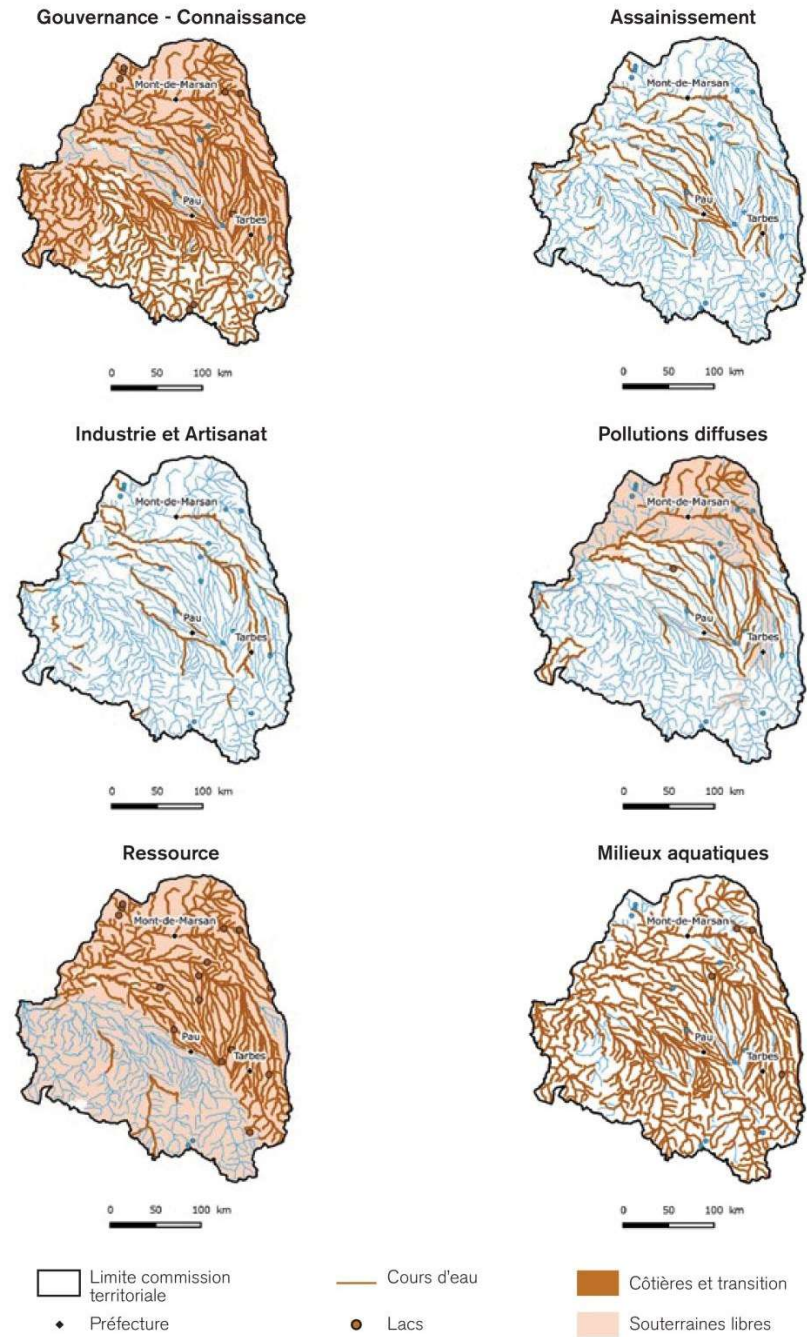 Gouvernance - Connaissance
Mont-de-Marsan
Pau
Tarbes
0 50 100 km
Assainissement
Mont-de-Marsan
Pau
Tarbes
0 50 100 km
Industrie et Artisanat
Mont-de-Marsan
Pau
Tarbes
0 50 100 km
Pollutions diffuses
Mont-de-Marsan
Pau
Tarbes
0 50 100 km
Ressource
Mont-de-Marsan
Pau
Tarbes
0 50 100 km
Milieux aquatiques
Mont-de-Marsan
Pau
Tarbes
0 50 100 km
Limite commission
territoriale
Préfecture
Cours d'eau
Lacs
Côtières et transition
Souterraines libres